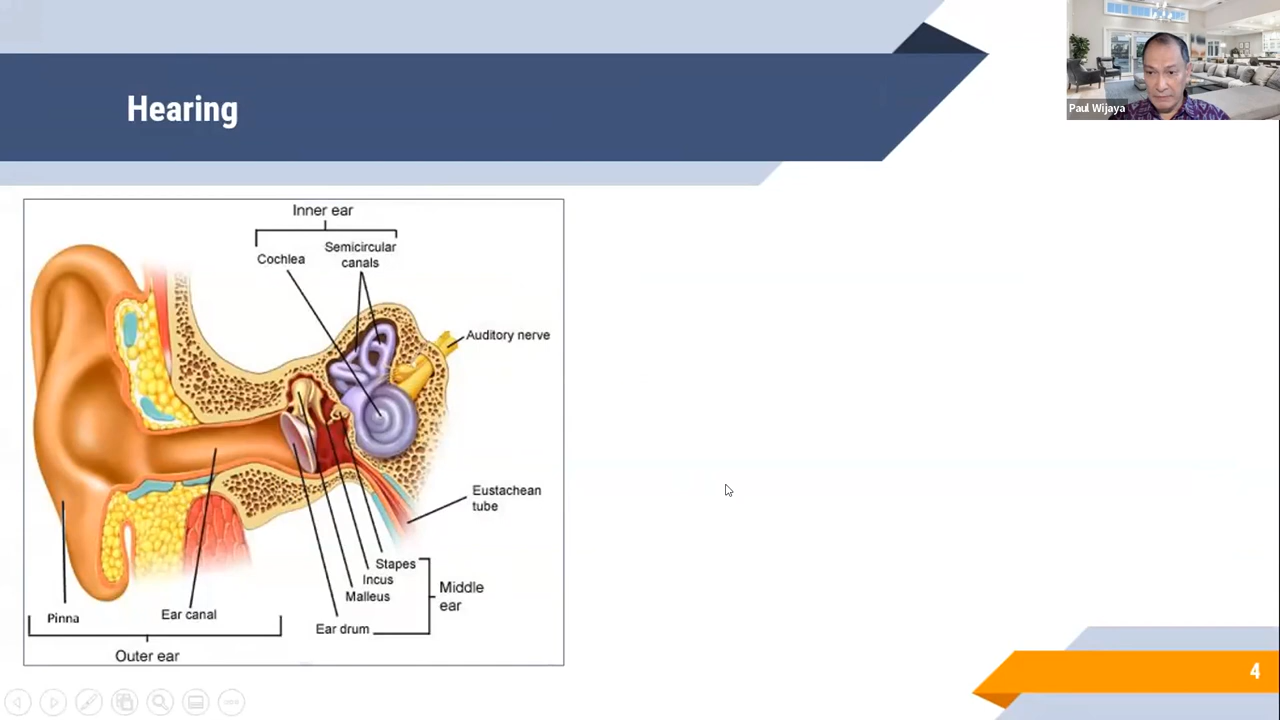 Hearing
Paul Wijaya
Inner ear
Cochlea
Semicircular
canals
Auditory nerve
Eustachean
tube
Stapes
Incus
Malleus
Ear drum
Middle
ear
Pinna
Ear canal
Outer ear
4